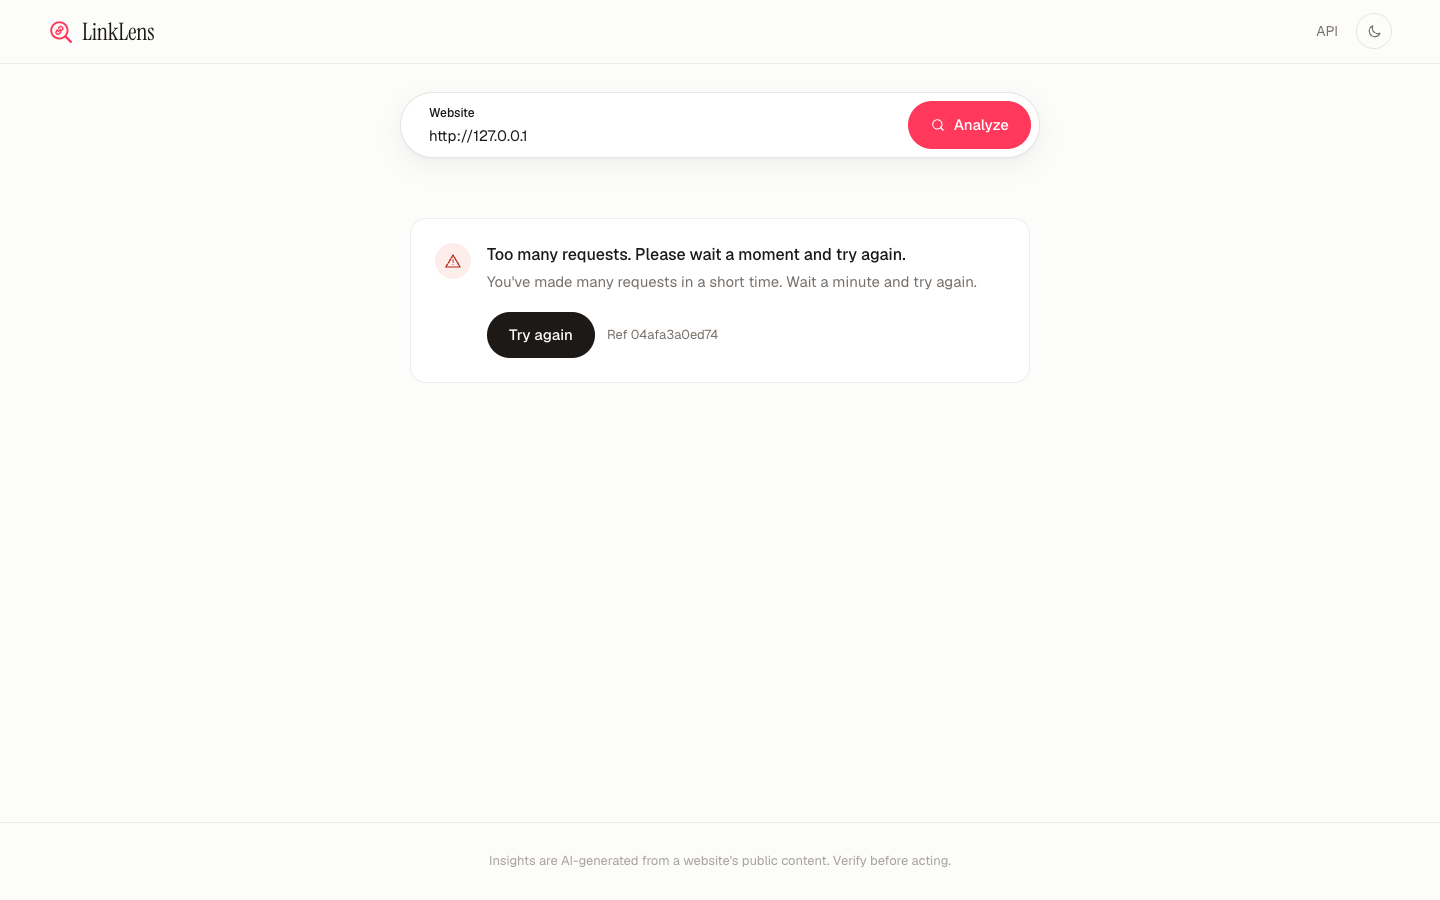 LinkLens
API
Website
http://127.0.0.1
Analyze
Too many requests. Please wait a moment and try again.
You've made many requests in a short time. Wait a minute and try again.
Try again
Ref 04afa3a0ed74
Insights are AI-generated from a website's public content. Verify before acting.